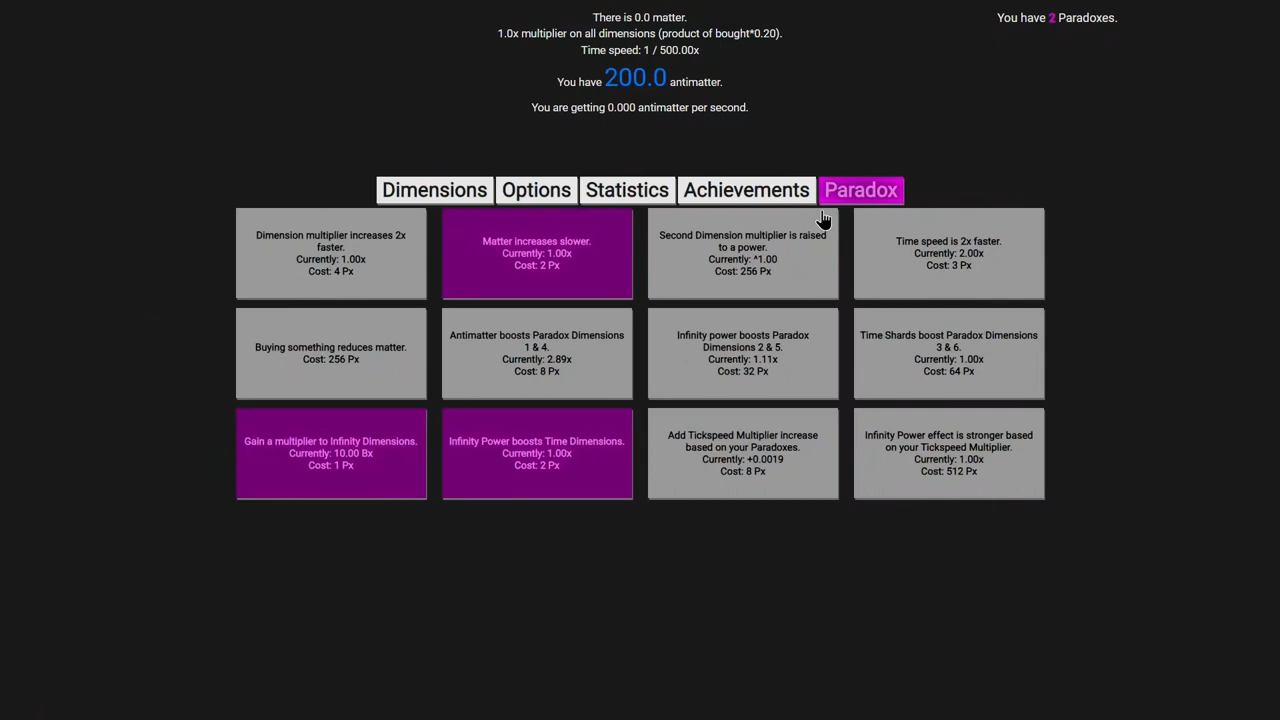 There is 0.0 matter.
You have 2 Paradoxes.
1.0x multiplier on all dimensions (product of bought*0.20).
Time speed: 1 / 500.00x
You have 200.0 antimatter.
You are getting 0.000 antimatter per second.
Dimensions
Options
Statistics
Achievements
Paradox
Dimension multiplier increases 2x
faster.
Currently: 1.00x
Cost: 4 Px
Matter increases slower.
Currently: 1.00x
Cost: 2 Px
Second Dimension multiplier is raised
to a power.
Currently: ^1.00
Cost: 256 Px
Time speed is 2x faster.
Currently: 2.00x
Cost: 3 Px
Buying something reduces matter.
Cost: 256 Px
Antimatter boosts Paradox Dimensions
1 & 4.
Currently: 2.89x
Cost: 8 Px
Infinity power boosts Paradox
Dimensions 2 & 5.
Currently: 1.11x
Cost: 32 Px
Time Shards boost Paradox Dimensions
3 & 6.
Currently: 1.00x
Cost: 64 Px
Gain a multiplier to Infinity Dimensions.
Currently: 10.00 Bx
Cost: 1 Px
Infinity Power boosts Time Dimensions.
Currently: 1.00x
Cost: 2 Px
Add Tickspeed Multiplier increase
based on your Paradoxes.
Currently: +0.0019
Cost: 8 Px
Infinity Power effect is stronger based
on your Tickspeed Multiplier.
Currently: 1.00x
Cost: 512 Px